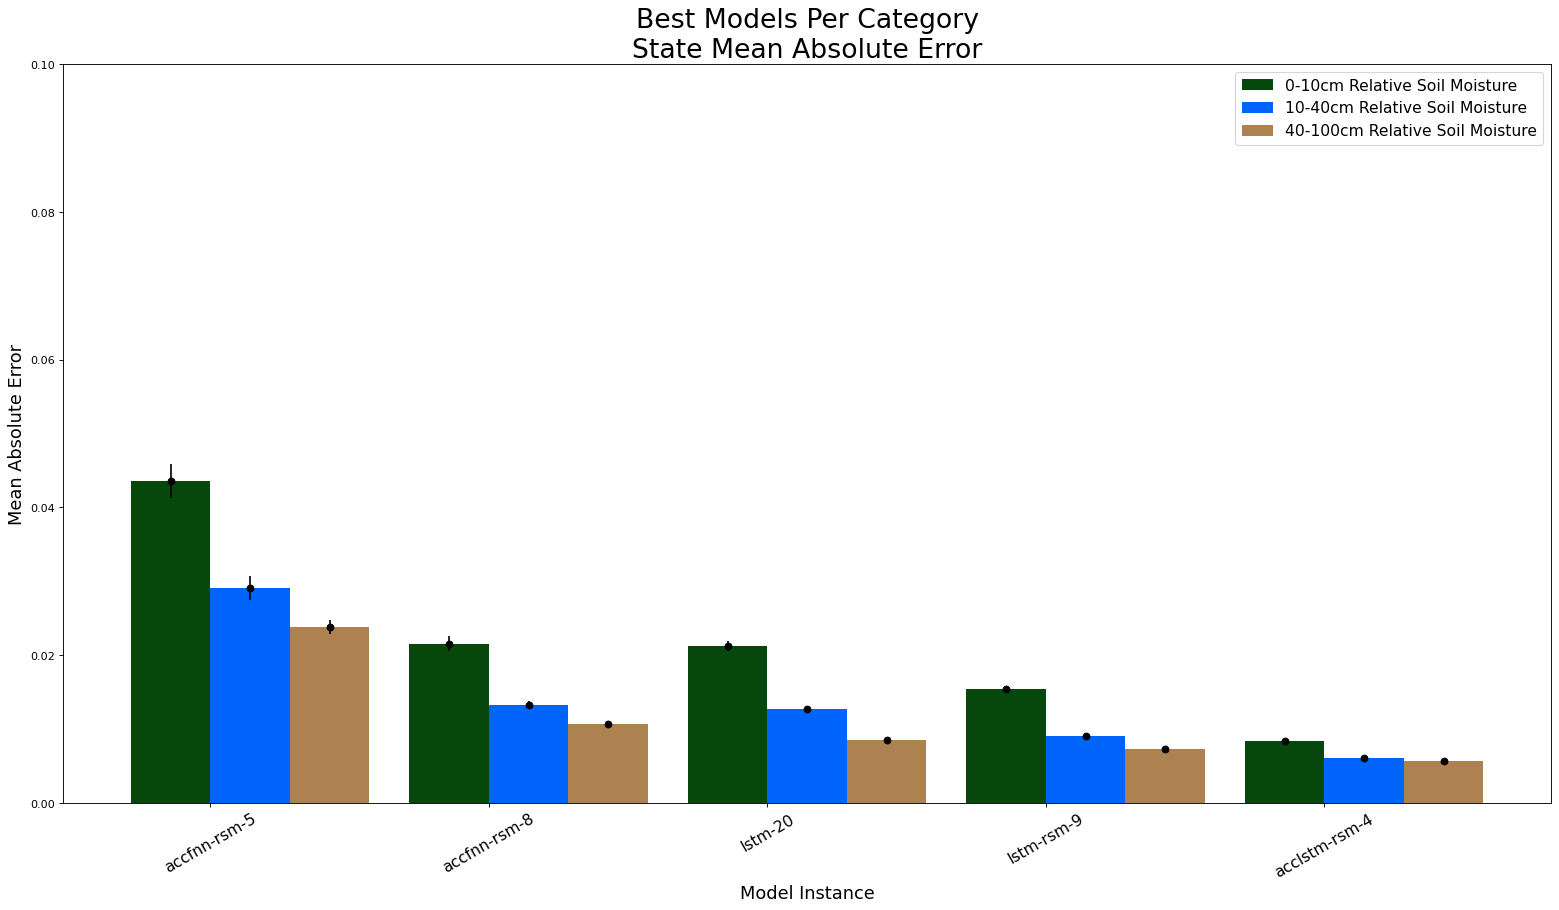 Best Models Per Category
State Mean Absolute Error
0.10
0.08
0.06
0.04
0.02
0.00
Mean Absolute Error
0-10cm Relative Soil Moisture
10-40cm Relative Soil Moisture
40-100cm Relative Soil Moisture
accfnn-rsm-5
accfnn-rsm-8
lstm-20
lstm-rsm-9
acclstm-rsm-4
Model Instance